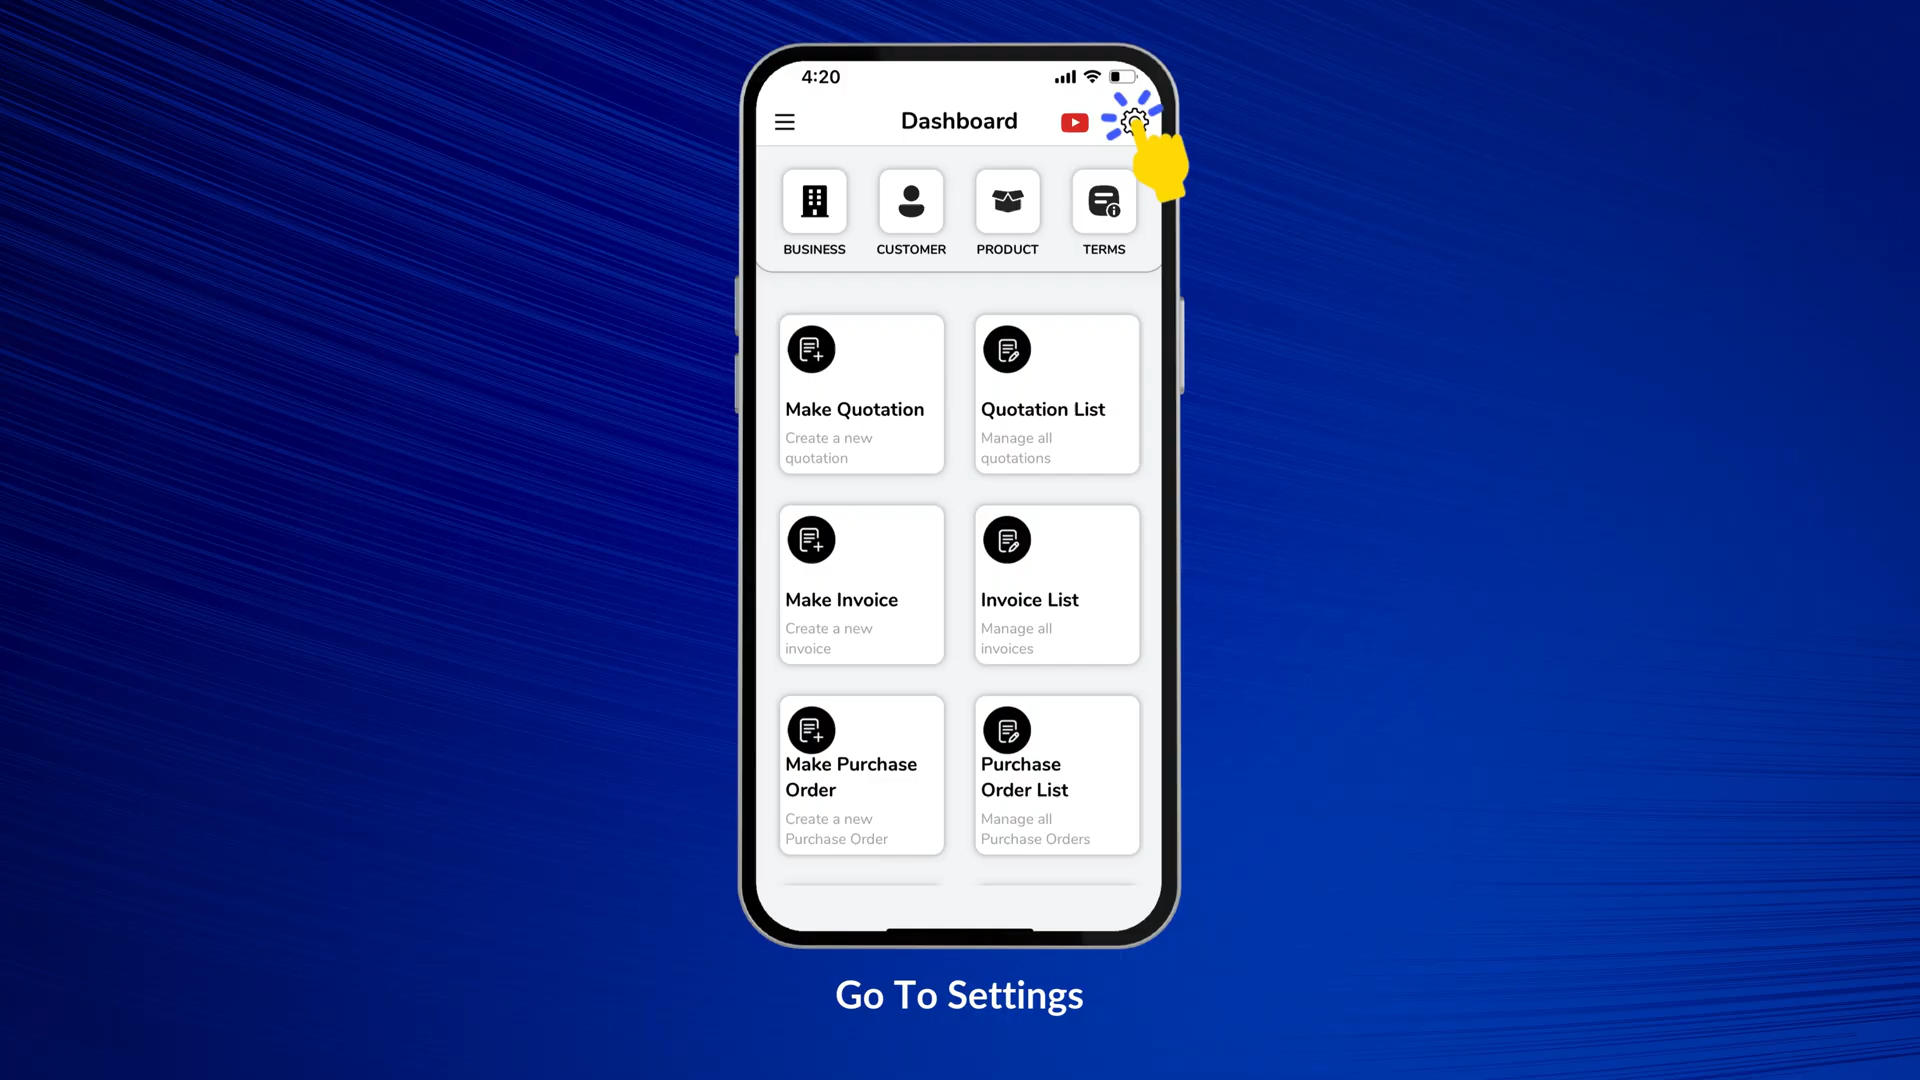 4:20
Dashboard
BUSINESS CUSTOMER PRODUCT TERMS
Make Quotation
Create a new
quotation
Quotation List
Manage all
quotations
Make Invoice
Create a new
invoice
Invoice List
Manage all
invoices
Make Purchase
Order
Create a new
Purchase Order
Purchase
Order List
Manage all
Purchase Orders
Go To Settings